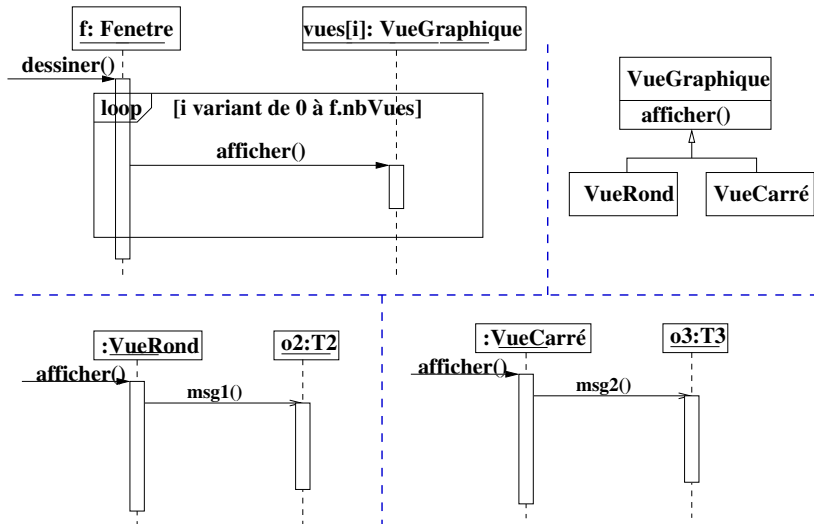 f: Fenetre
vues[i]: VueGraphique
dessiner()
loop
[i variant de 0 à f.nbVues]
afficher()
VueGraphique
afficher()
VueRond
VueCarré
:VueRond
o2:T2
afficher()
msg1()
:VueCarré
o3:T3
afficher()
msg2()